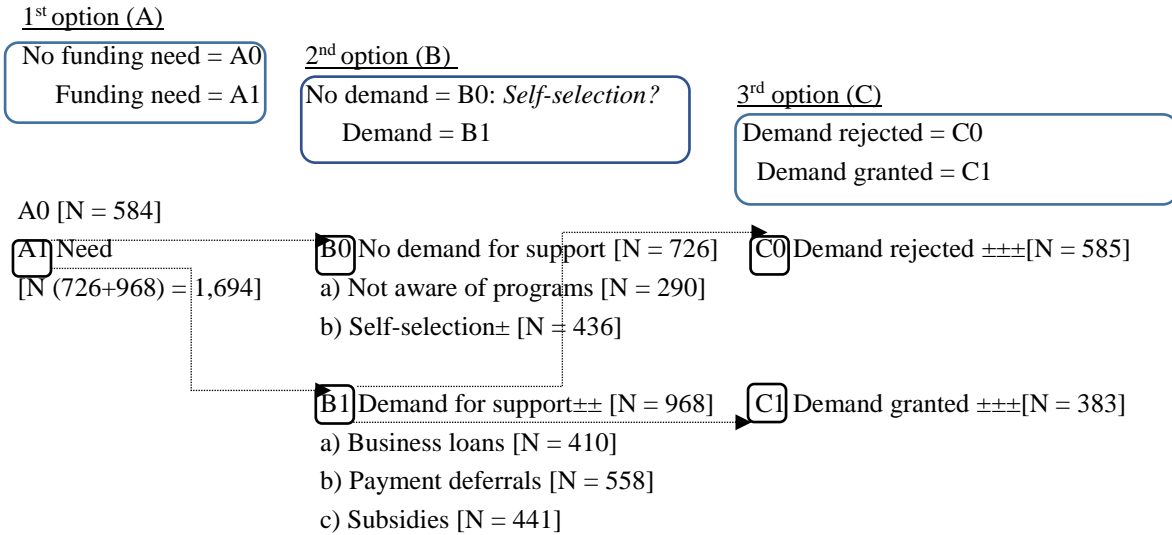 1st option (A)
No funding need = A0
Funding need = A1
2nd option (B)
No demand = B0: Self-selection?
Demand = B1
3rd option (C)
Demand rejected = C0
Demand granted = C1
A0 [N = 584]
A1 Need
[N (726+968) = 1,694]
B0 No demand for support [N = 726]
a) Not aware of programs [N = 290]
b) Self-selection± [N = 436]
C0 Demand rejected ±±±[N = 585]
B1 Demand for support±± [N = 968]
a) Business loans [N = 410]
b) Payment deferrals [N = 558]
c) Subsidies [N = 441]
C1 Demand granted ±±±[N = 383]